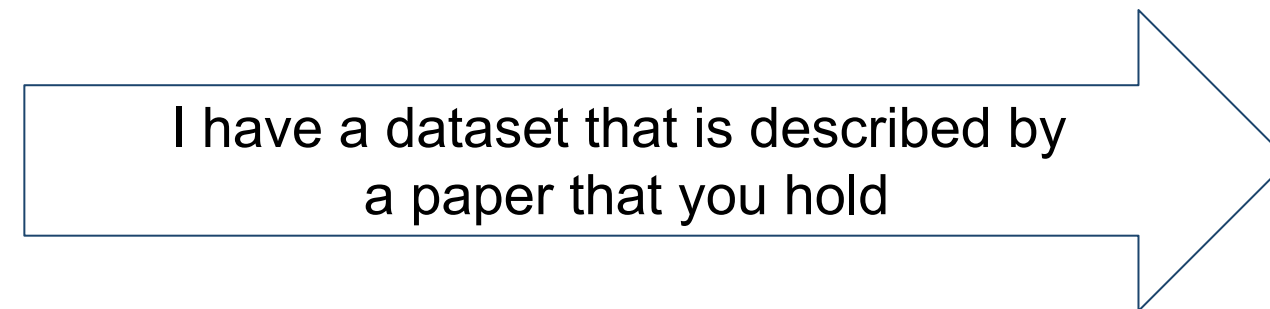 I have a dataset that is described by
a paper that you hold